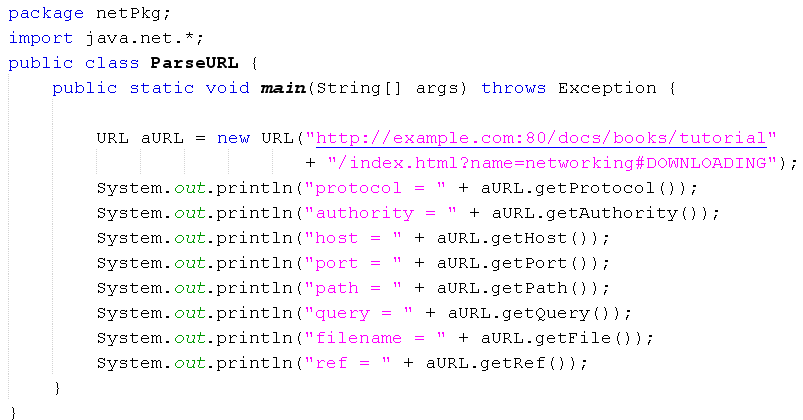 package netPkg;
import java.net.*;
public class ParseURL {
    public static void main(String[] args) throws Exception {

        URL aURL = new URL("http://example.com:80/docs/books/tutorial"
                           + "/index.html?name=networking#DOWNLOADING");
        System.out.println("protocol = " + aURL.getProtocol());
        System.out.println("authority = " + aURL.getAuthority());
        System.out.println("host = " + aURL.getHost());
        System.out.println("port = " + aURL.getPort());
        System.out.println("path = " + aURL.getPath());
        System.out.println("query = " + aURL.getQuery());
        System.out.println("filename = " + aURL.getFile());
        System.out.println("ref = " + aURL.getRef());
    }
}